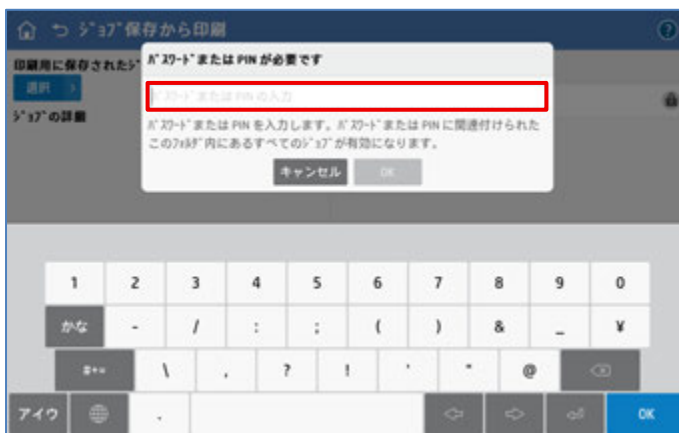 ジョブ保存から印刷
?
印刷用に保存されたジ
選択 >
ジョブの詳細
パスワードまたは PIN が必要です
パスワードまたは PIN の入力
パスワードまたは PIN を入力します。パスワードまたは PIN に関連付けられた
このフォルダ内にあるすべてのジョブが有効になります。
キャンセル OK
1 2 3 4 5 6 7 8 9 0
かな - / : ; ( ) & _ ¥
#+= \ , ? ! ' " @
アイウ . OK